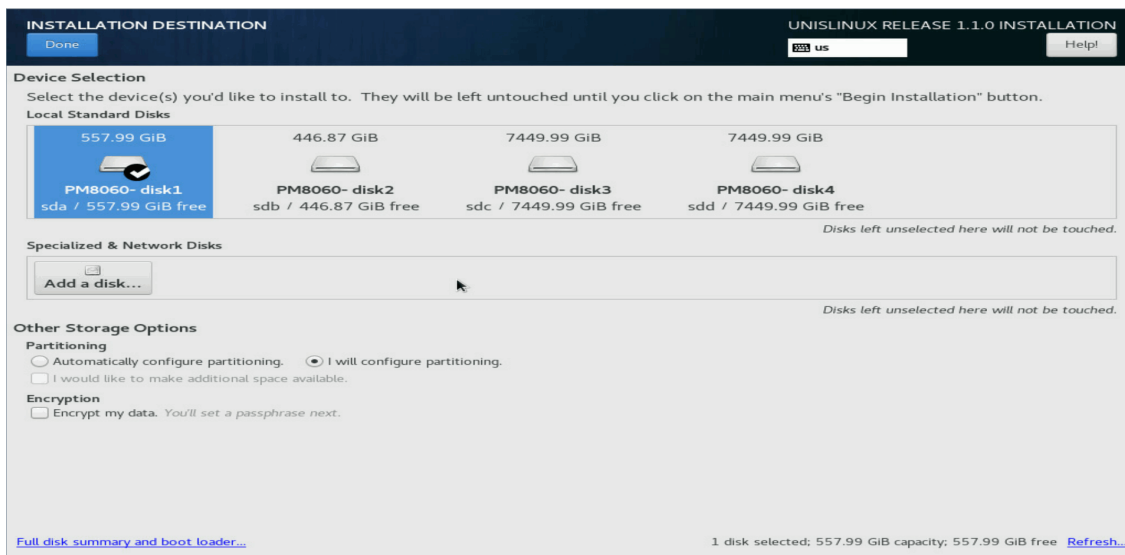 INSTALLATION DESTINATION
UNISLINUX RELEASE 1.1.0 INSTALLATION
Done
us
Help!
Device Selection
Select the device(s) you'd like to install to. They will be left untouched until you click on the main menu's "Begin Installation" button.
Local Standard Disks
557.99 GiB
PM8060- disk1
sda / 557.99 GiB free
446.87 GiB
PM8060- disk2
sdb / 446.87 GiB free
7449.99 GiB
PM8060- disk3
sdc / 7449.99 GiB free
7449.99 GiB
PM8060- disk4
sdd / 7449.99 GiB free
Disks left unselected here will not be touched.
Specialized & Network Disks
Add a disk...
Disks left unselected here will not be touched.
Other Storage Options
Partitioning
Automatically configure partitioning.
I will configure partitioning.
I would like to make additional space available.
Encryption
Encrypt my data. You'll set a passphrase next.
Full disk summary and boot loader...
1 disk selected; 557.99 GiB capacity; 557.99 GiB free Refresh...